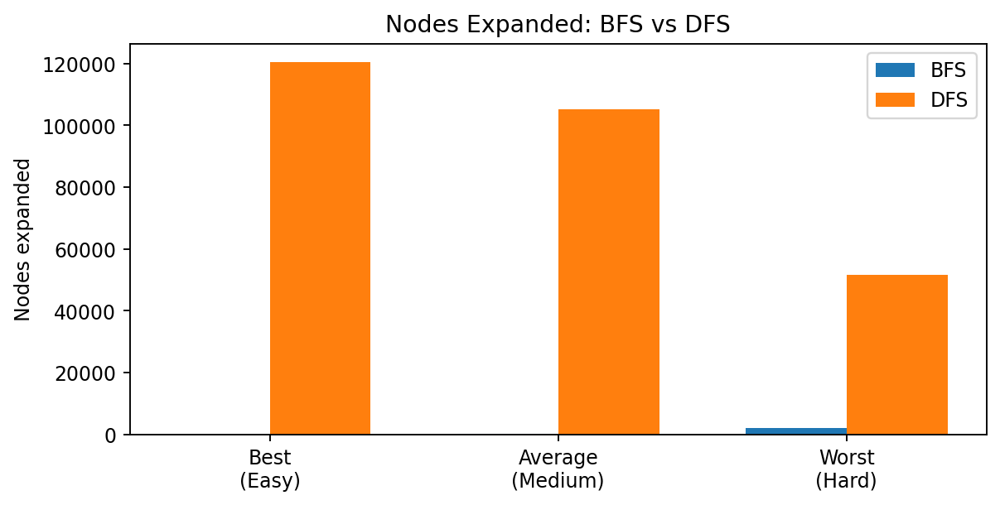 Nodes Expanded: BFS vs DFS
BFS
DFS
Nodes expanded
120000
100000
80000
60000
40000
20000
0
Best
(Easy)
Average
(Medium)
Worst
(Hard)